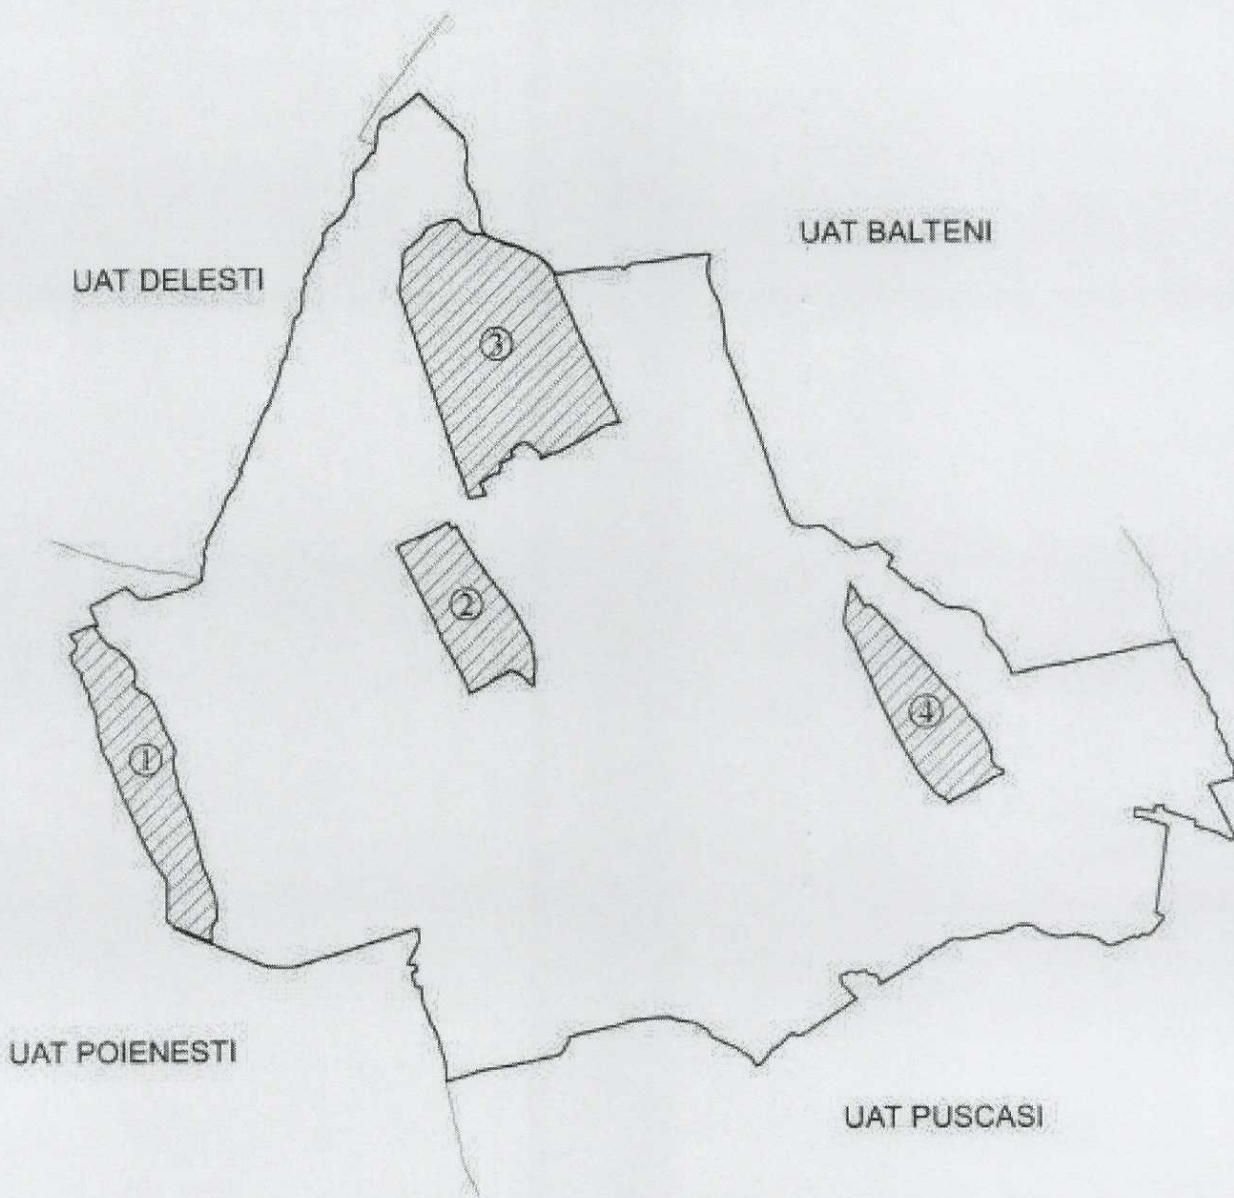 UAT BALTENI
UAT DELESTI
③
②
④
①
UAT POIENESTI
UAT PUSCASI